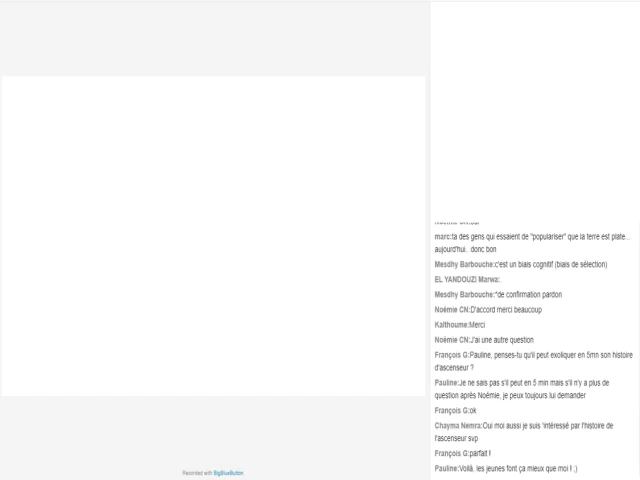 marc:ta des gens qui essaient de "populariser" que la terre est plate...
aujourd'hui.. donc bon
Mesdhy Barbouche:c'est un biais cognitif (biais de sélection)
EL YANDOUZI Marwa:
Mesdhy Barbouche:*de confirmation pardon
Noémie CN:D'accord merci beaucoup
Kalthoume:Merci
Noémie CN:J'ai une autre question
François G:Pauline, penses-tu qu'il peut exoliquer en 5mn son histoire
d'ascenseur ?
Pauline:Je ne sais pas s'il peut en 5 min mais s'il n'y a plus de
question après Noémie, je peux toujours lui demander
François G:ok
Chayma Nemra:Oui moi aussi je suis 'intéressé par l'histoire de
l'ascenseur svp
François G:parfait !
Pauline:Voilà. les jeunes font ça mieux que moi ! ;)
Recorded with BigBlueButton.